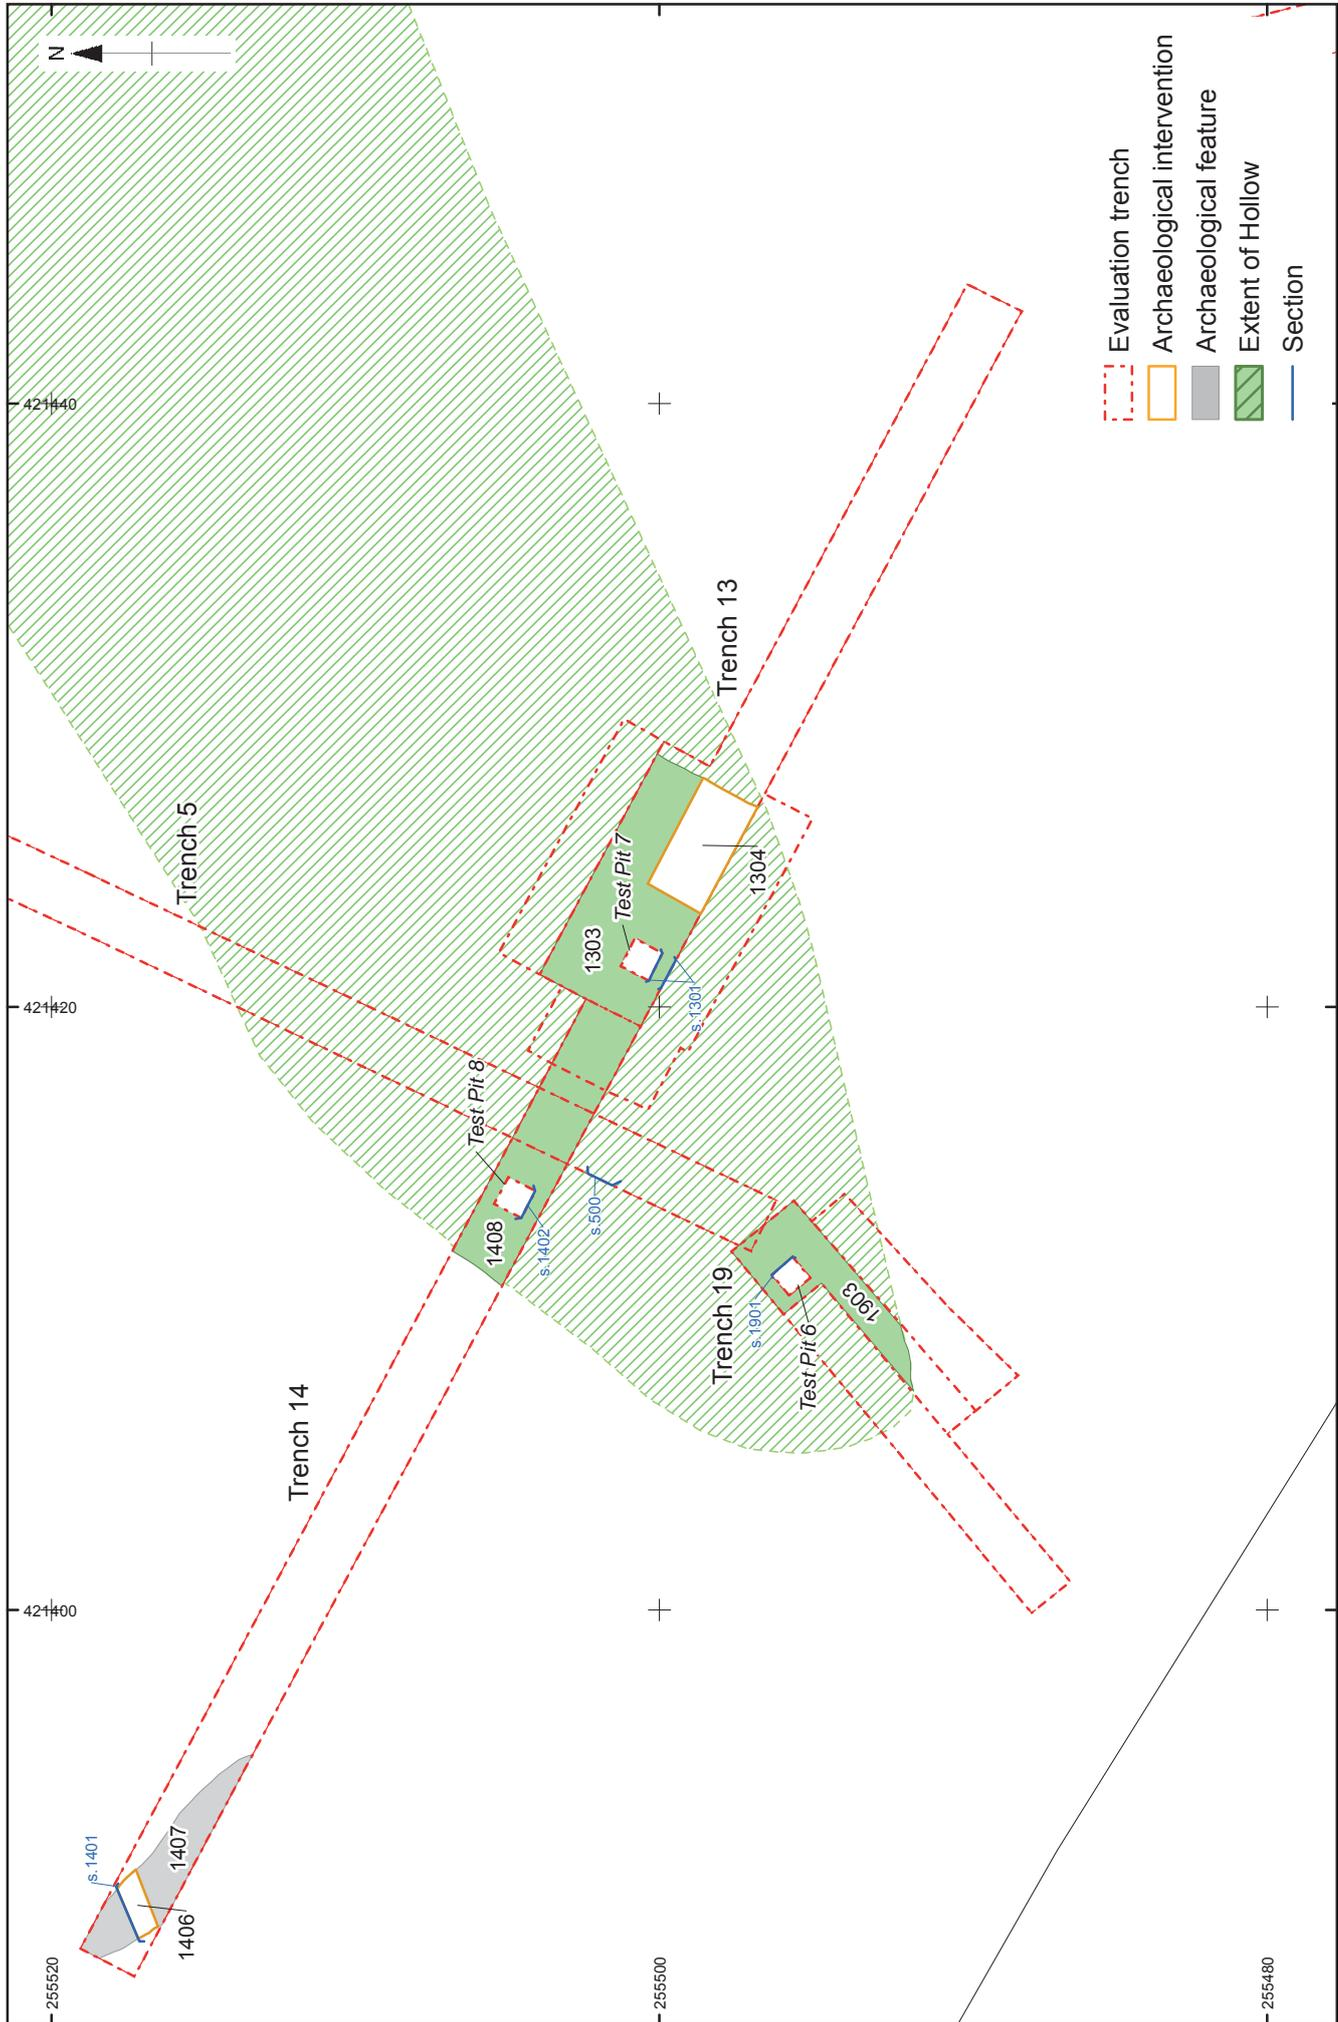 N
421440
421420
421400
255520
255500
255480
Trench 5
Trench 13
Trench 14
Trench 19
Test Pit 7
Test Pit 8
Test Pit 6
1303
1304
1408
1903
1407
1406
s.1301
s.1402
s.500
s.1901
s.1401
Evaluation trench
Archaeological intervention
Archaeological feature
Extent of Hollow
Section